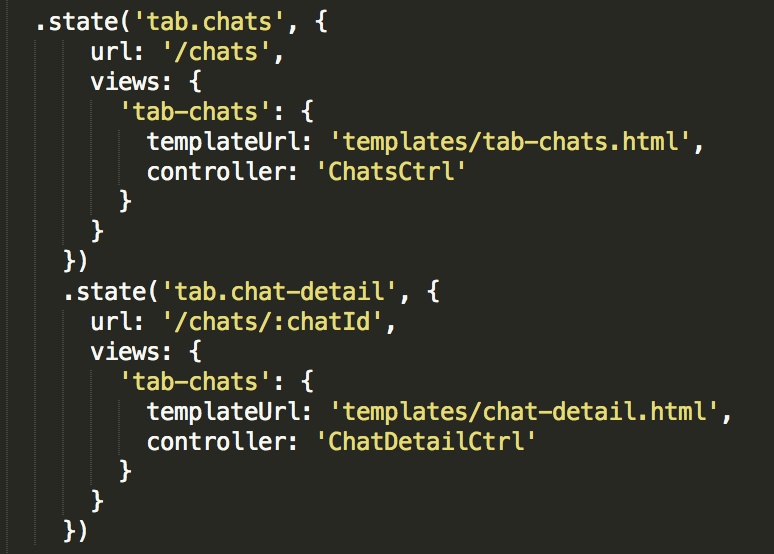 .state('tab.chats', {
url: '/chats',
views: {
'tab-chats': {
templateUrl: 'templates/tab-chats.html',
controller: 'ChatsCtrl'
}
}
})
.state('tab.chat-detail', {
url: '/chats/:chatId',
views: {
'tab-chats': {
templateUrl: 'templates/chat-detail.html',
controller: 'ChatDetailCtrl'
}
}
})